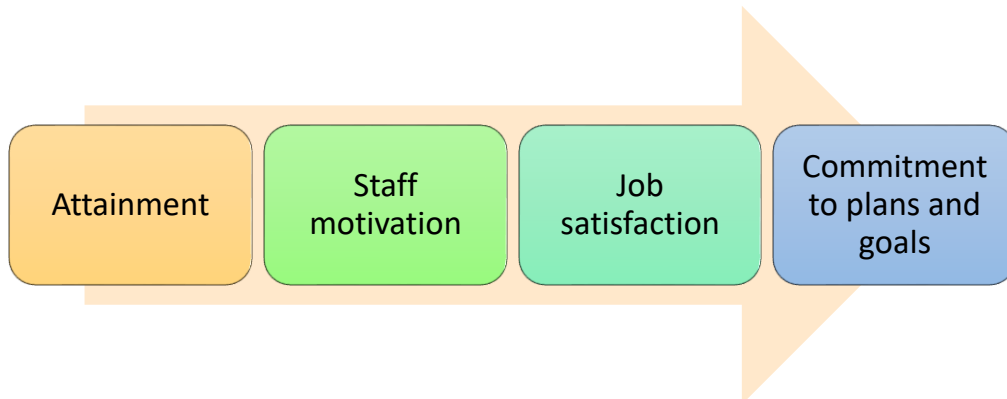 Attainment
Staff
motivation
Job
satisfaction
Commitment
to plans and
goals